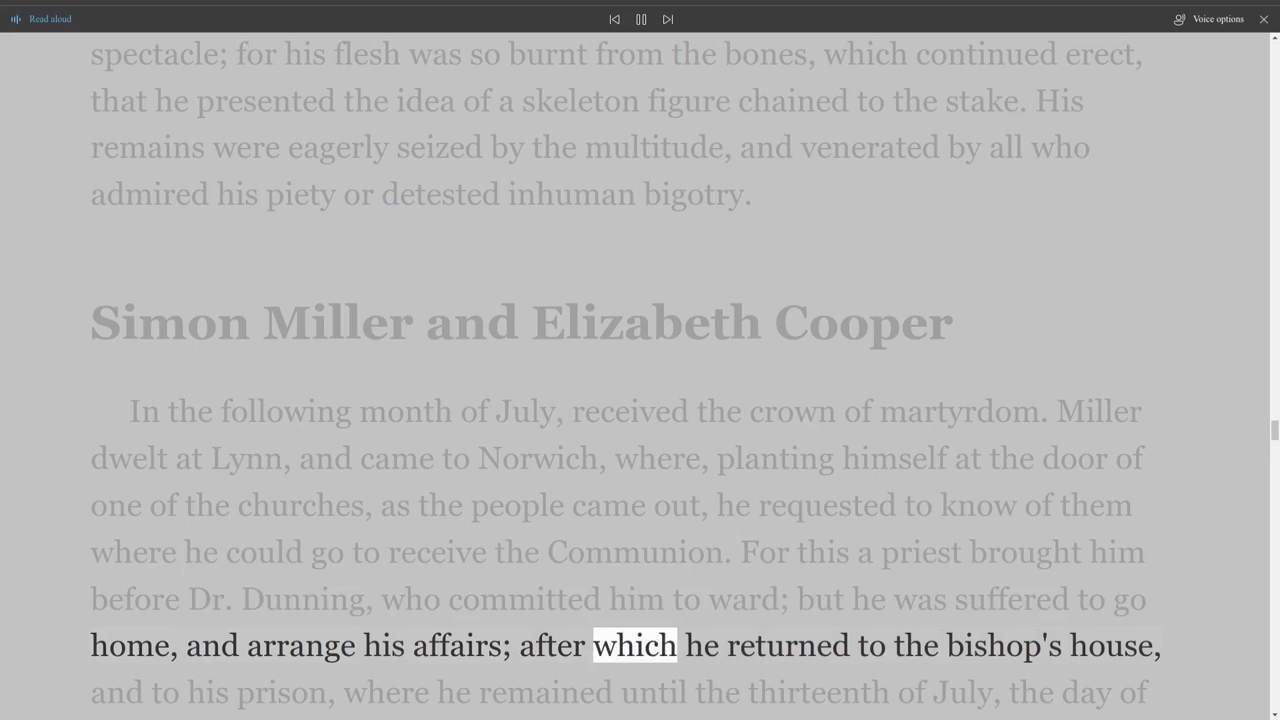 Read aloud
Voice options
spectacle; for his flesh was so burnt from the bones, which continued erect,
that he presented the idea of a skeleton figure chained to the stake. His
remains were eagerly seized by the multitude, and venerated by all who
admired his piety or detested inhuman bigotry.
Simon Miller and Elizabeth Cooper
In the following month of July, received the crown of martyrdom. Miller
dwelt at Lynn, and came to Norwich, where, planting himself at the door of
one of the churches, as the people came out, he requested to know of them
where he could go to receive the Communion. For this a priest brought him
before Dr. Dunning, who committed him to ward; but he was suffered to go
home, and arrange his affairs; after which he returned to the bishop's house,
and to his prison, where he remained until the thirteenth of July, the day of